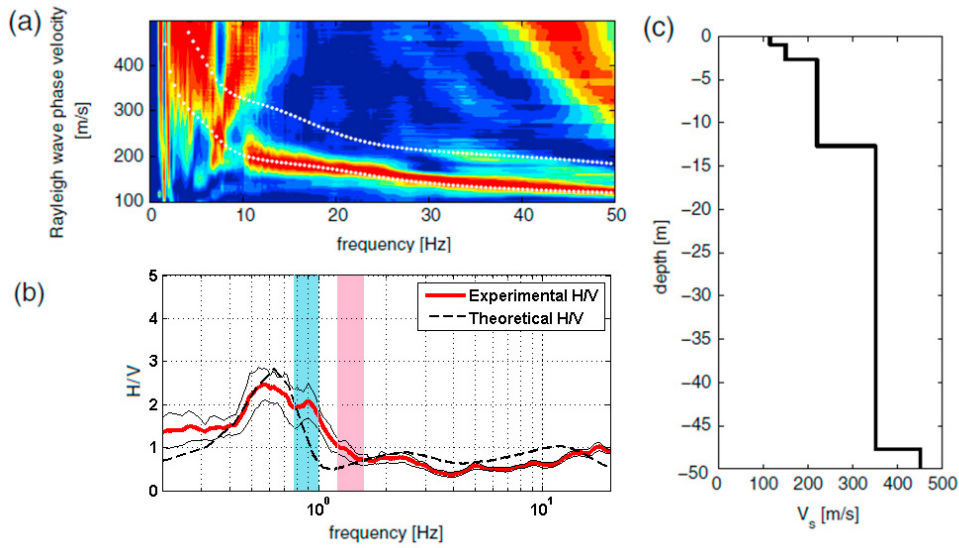 (a)
Rayleigh wave phase velocity
[m/s]
400
300
200
100
0
10
20
30
40
50
frequency [Hz]
(b)
H/V
5
4
3
2
1
0
Experimental H/V
Theoretical H/V
10⁰
10¹
frequency [Hz]
(c)
depth [m]
0
−5
−10
−15
−20
−25
−30
−35
−40
−45
−50
0
100
200
300
400
500
Vₛ [m/s]